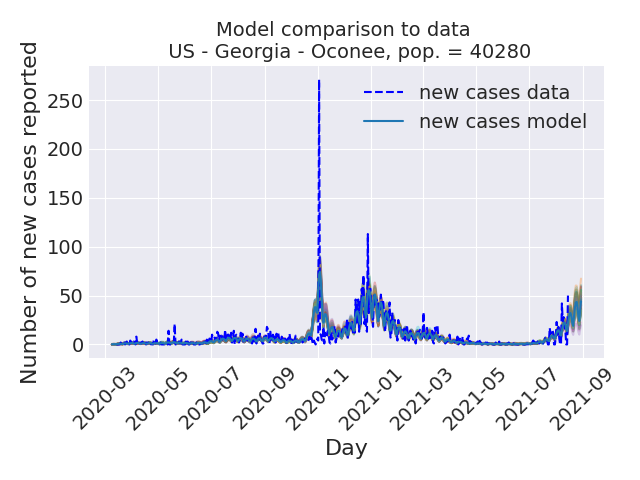 Model comparison to data
US - Georgia - Oconee, pop. = 40280
Number of new cases reported
250
200
150
100
50
0
new cases data
new cases model
2020-03
2020-05
2020-07
2020-09
2020-11
2021-01
2021-03
2021-05
2021-07
2021-09
Day